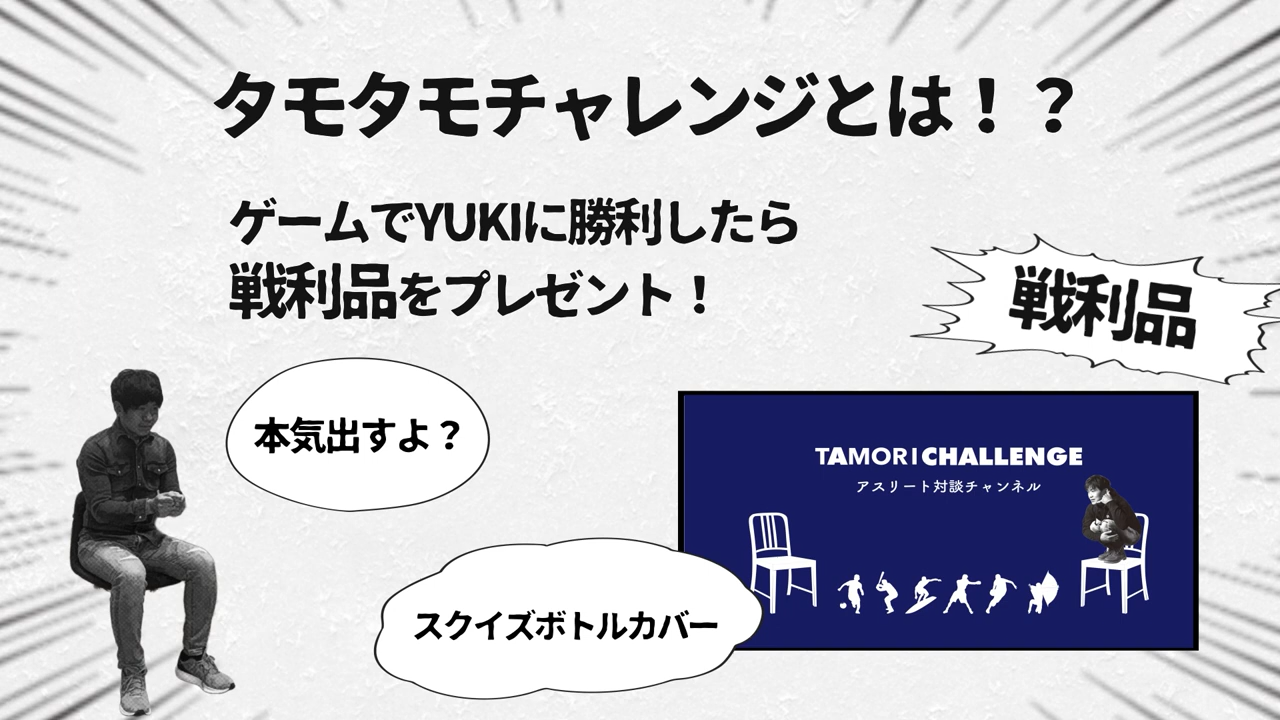 タモタモチャレンジとは！？
ゲームでYUKIに勝利したら
戦利品をプレゼント！
戦利品
本気出すよ？
TAMORI CHALLENGE
アスリート対談チャンネル
スクイズボトルカバー